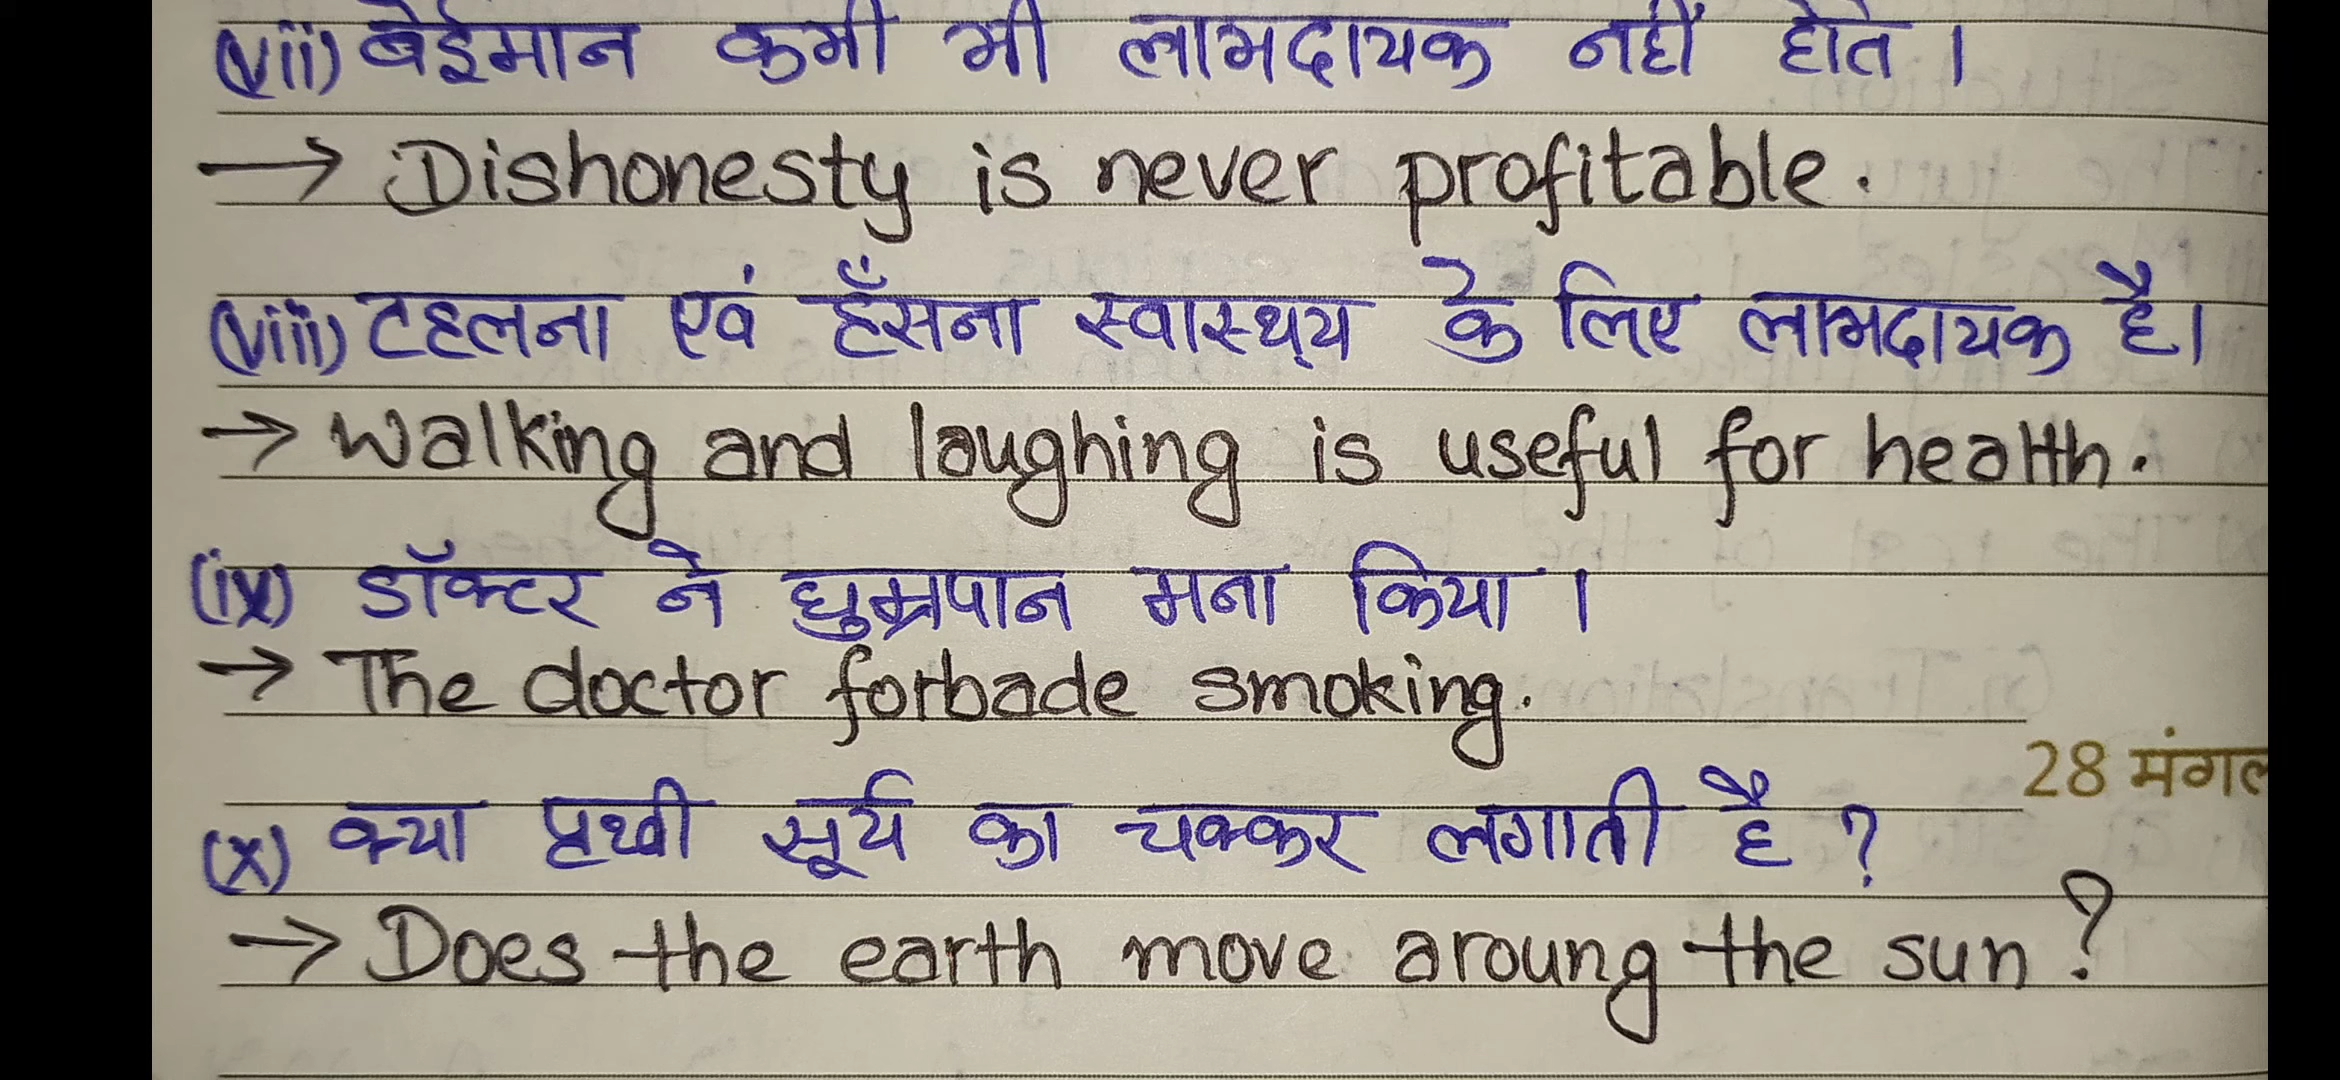 (vii) बेईमान कभी भी लाभदायक नहीं होते ।
→ Dishonesty is never profitable.
(viii) टहलना एवं हँसना स्वास्थ्य के लिए लाभदायक है।
→ Walking and laughing is useful for health.
(ix) डॉक्टर ने घुम्रपान मना किया ।
→ The doctor forbade smoking.
28 मंगल
(x) क्या पृथ्वी सूर्य का चक्कर लगाती है ?
→ Does the earth move aroung the sun ?